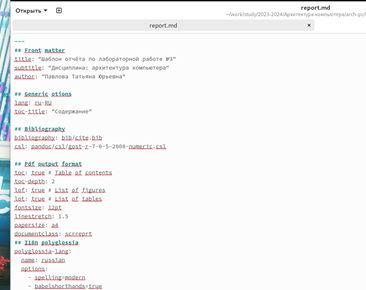 Открыть
report.md
~/work/study/2023-2024/Архитектура компьютера/arch-pc/
report.md
---
## Front matter
title: "Шаблон отчёта по лабораторной работе №3"
subtitle: "Дисциплина: архитектура компьютера"
author: "Павлова Татьяна Юрьевна"
## Generic otions
lang: ru-RU
toc-title: "Содержание"
## Bibliography
bibliography: bib/cite.bib
csl: pandoc/csl/gost-r-7-0-5-2008-numeric.csl
## Pdf output format
toc: true # Table of contents
toc-depth: 2
lof: true # List of figures
lot: true # List of tables
fontsize: 12pt
linestretch: 1.5
papersize: a4
documentclass: scrreprt
## I18n polyglossia
polyglossia-lang:
name: russian
options:
- spelling=modern
- babelshorthands=true